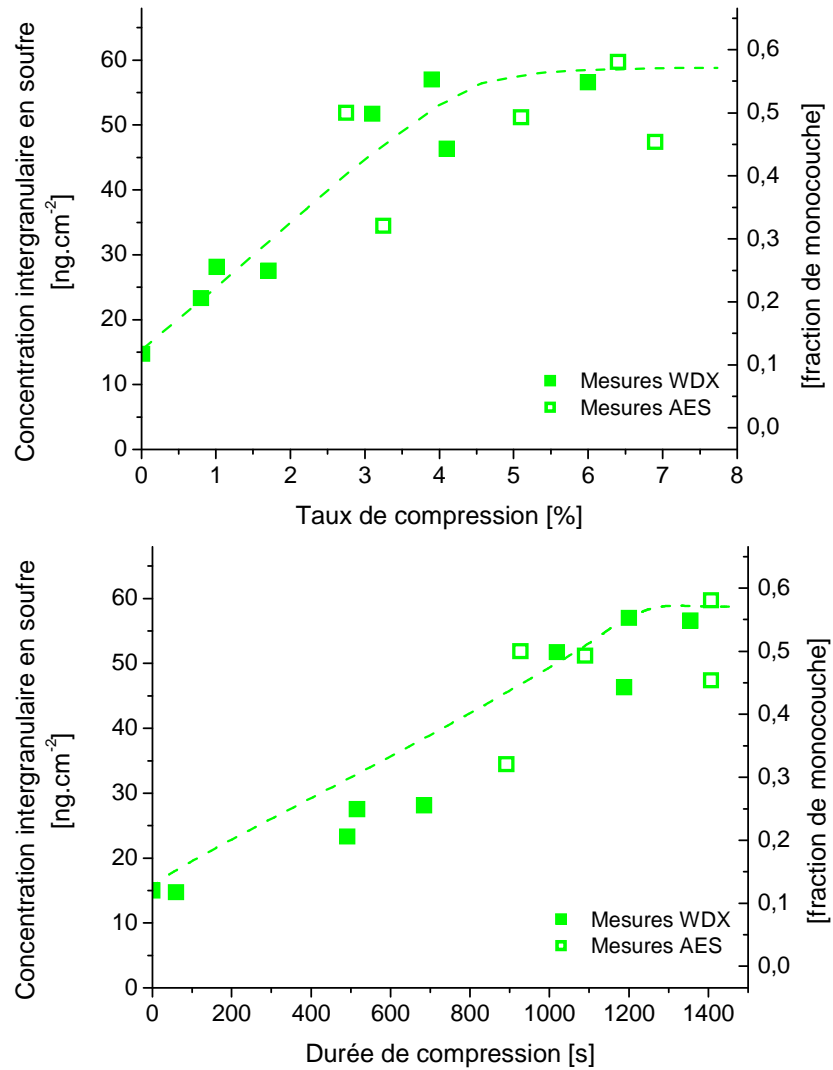 Concentration intergranulaire en soufre
[ng.cm⁻²]
60
50
40
30
20
10
0
0,6
0,5
0,4
0,3
0,2
0,1
0,0
[fraction de monocouche]
Mesures WDX
Mesures AES
0 1 2 3 4 5 6 7 8
Taux de compression [%]
Concentration intergranulaire en soufre
[ng.cm⁻²]
60
50
40
30
20
10
0
0,6
0,5
0,4
0,3
0,2
0,1
0,0
[fraction de monocouche]
Mesures WDX
Mesures AES
0 200 400 600 800 1000 1200 1400
Durée de compression [s]